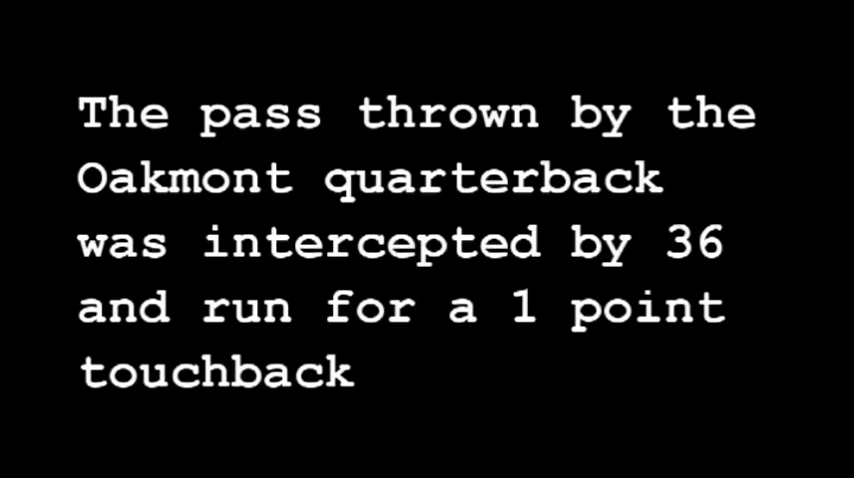 The pass thrown by the
Oakmont quarterback
was intercepted by 36
and run for a 1 point
touchback